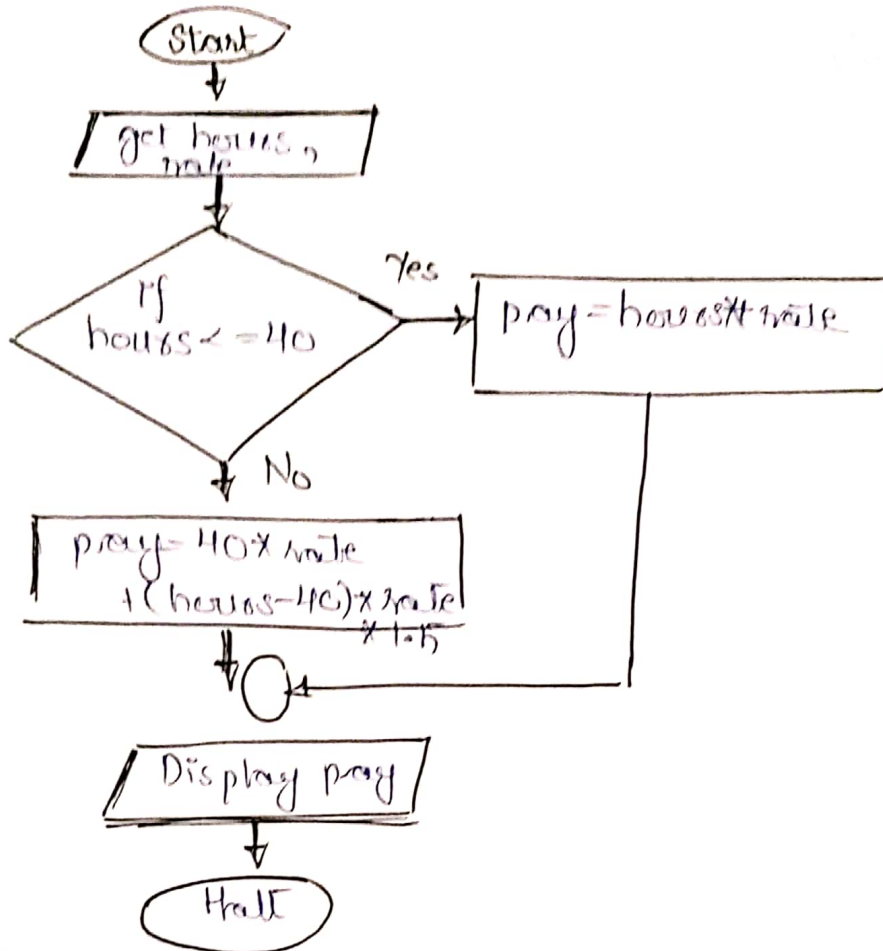 Start
get hours,
rate
If
hours <= 40
Yes
pay = hours * rate
No
pay = 40 * rate
+ (hours - 40) * rate
* 1.5
Display pay
Halt